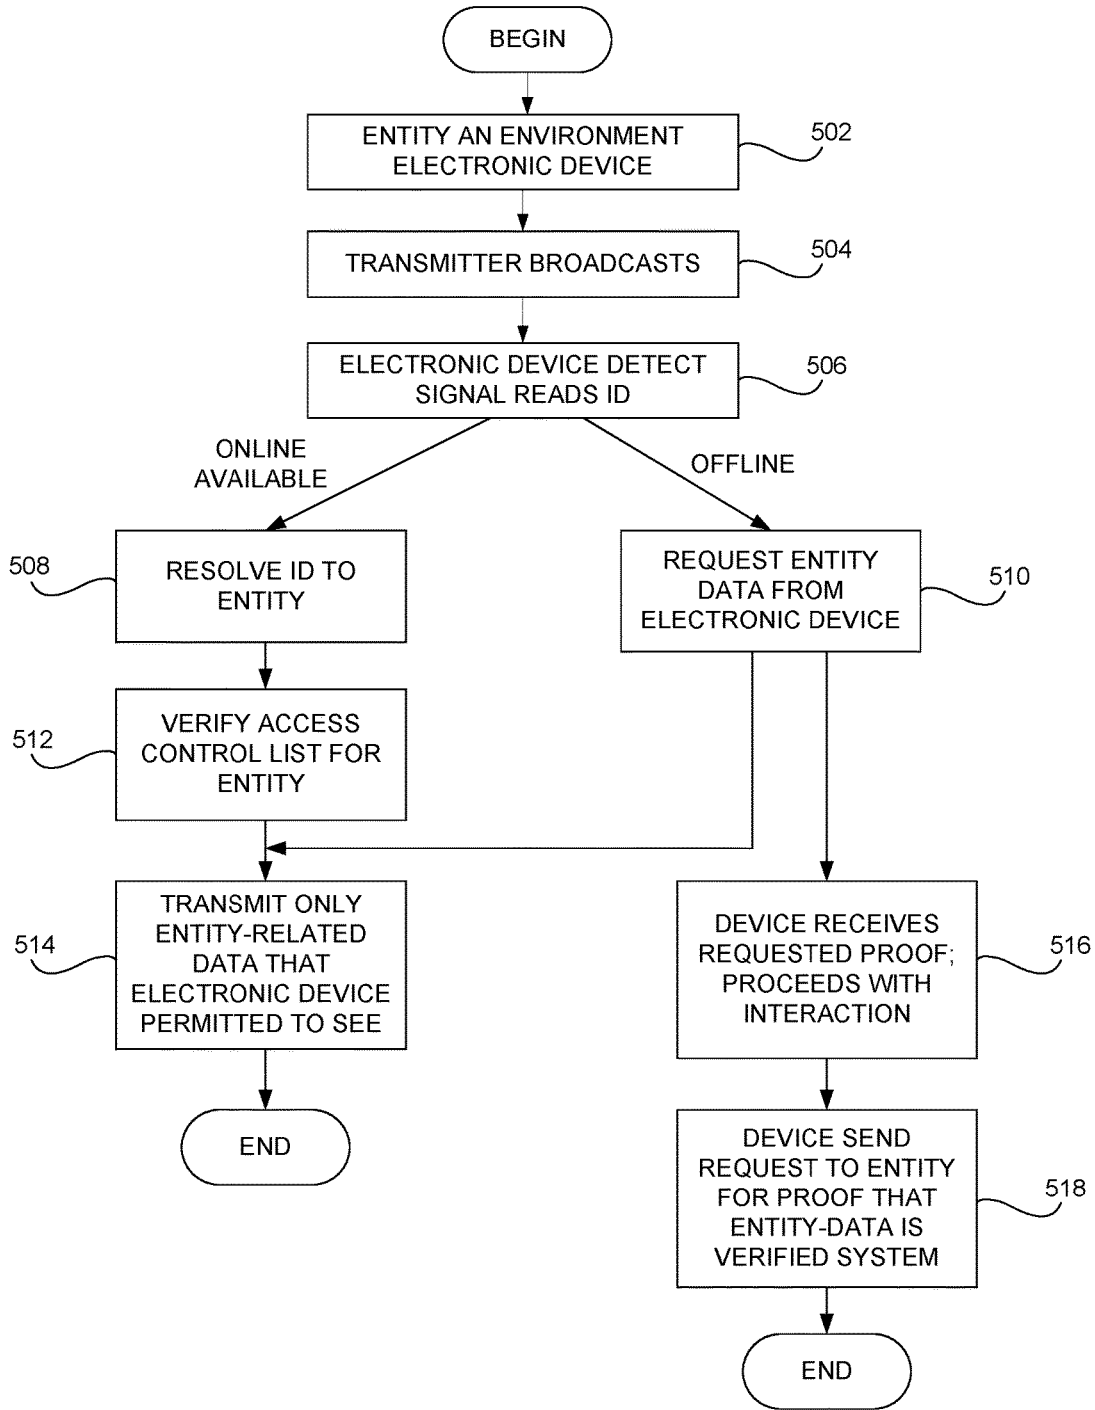 BEGIN
ENTITY AN ENVIRONMENT
ELECTRONIC DEVICE
502
TRANSMITTER BROADCASTS
504
ELECTRONIC DEVICE DETECT
SIGNAL READS ID
506
ONLINE
AVAILABLE
OFFLINE
508
RESOLVE ID TO
ENTITY
REQUEST ENTITY
DATA FROM
ELECTRONIC DEVICE
510
512
VERIFY ACCESS
CONTROL LIST FOR
ENTITY
514
TRANSMIT ONLY
ENTITY-RELATED
DATA THAT
ELECTRONIC DEVICE
PERMITTED TO SEE
DEVICE RECEIVES
REQUESTED PROOF;
PROCEEDS WITH
INTERACTION
516
END
DEVICE SEND
REQUEST TO ENTITY
FOR PROOF THAT
ENTITY-DATA IS
VERIFIED SYSTEM
518
END